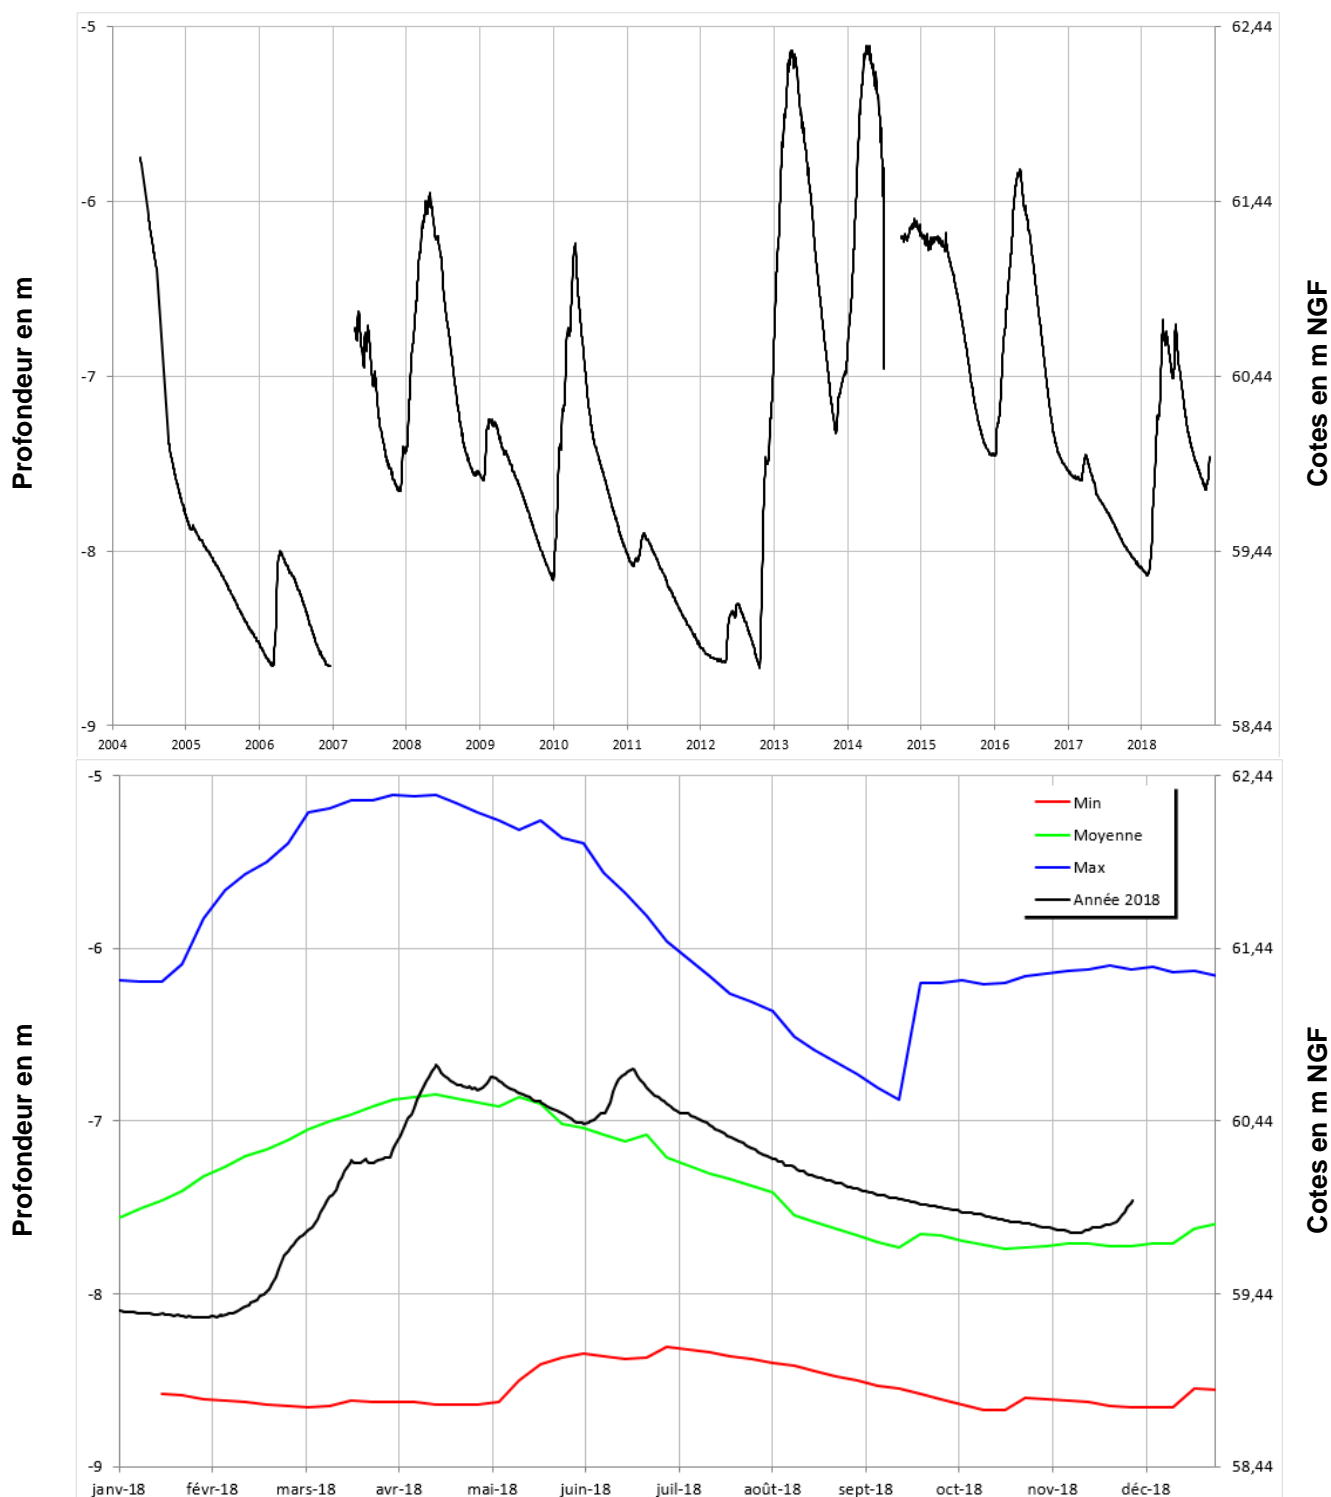 -5
62,44
-6
61,44
Profondeur en m
-7
60,44
Cotes en m NGF
-8
59,44
-9
58,44
2004 2005 2006 2007 2008 2009 2010 2011 2012 2013 2014 2015 2016 2017 2018
-5
62,44
Min
Moyenne
Max
Année 2018
-6
61,44
Profondeur en m
-7
60,44
Cotes en m NGF
-8
59,44
-9
58,44
janv-18 févr-18 mars-18 avr-18 mai-18 juin-18 juil-18 août-18 sept-18 oct-18 nov-18 déc-18